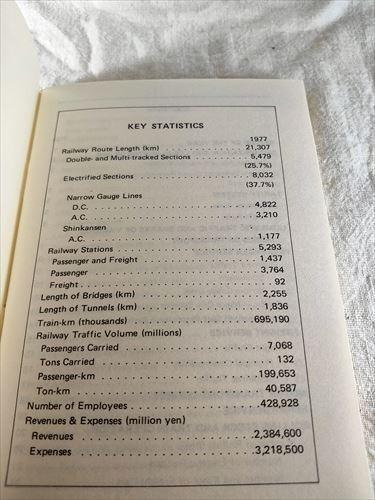 KEY STATISTICS
1977
Railway Route Length (km) . . . . . . . . . . . . . . . 21,307
Double- and Multi-tracked Sections . . . . . . . . . 5,479
(25.7%)
Electrified Sections . . . . . . . . . . . . . . . . . . 8,032
(37.7%)
Narrow Gauge Lines
D.C. . . . . . . . . . . . . . . . . . . . . . . . 4,822
A.C. . . . . . . . . . . . . . . . . . . . . . . . 3,210
Shinkansen
A.C. . . . . . . . . . . . . . . . . . . . . . . . 1,177
Railway Stations . . . . . . . . . . . . . . . . . . . . 5,293
Passenger and Freight . . . . . . . . . . . . . . . . 1,437
Passenger . . . . . . . . . . . . . . . . . . . . . . 3,764
Freight . . . . . . . . . . . . . . . . . . . . . . . . 92
Length of Bridges (km) . . . . . . . . . . . . . . . . 2,255
Length of Tunnels (km) . . . . . . . . . . . . . . . . 1,836
Train-km (thousands) . . . . . . . . . . . . . . . . 695,190
Railway Traffic Volume (millions)
Passengers Carried . . . . . . . . . . . . . . . . . . 7,068
Tons Carried . . . . . . . . . . . . . . . . . . . . . . 132
Passenger-km . . . . . . . . . . . . . . . . . . . . 199,653
Ton-km . . . . . . . . . . . . . . . . . . . . . . . . 40,587
Number of Employees . . . . . . . . . . . . . . . . . 428,928
Revenues & Expenses (million yen)
Revenues . . . . . . . . . . . . . . . . . . . . . . 2,384,600
Expenses . . . . . . . . . . . . . . . . . . . . . . 3,218,500